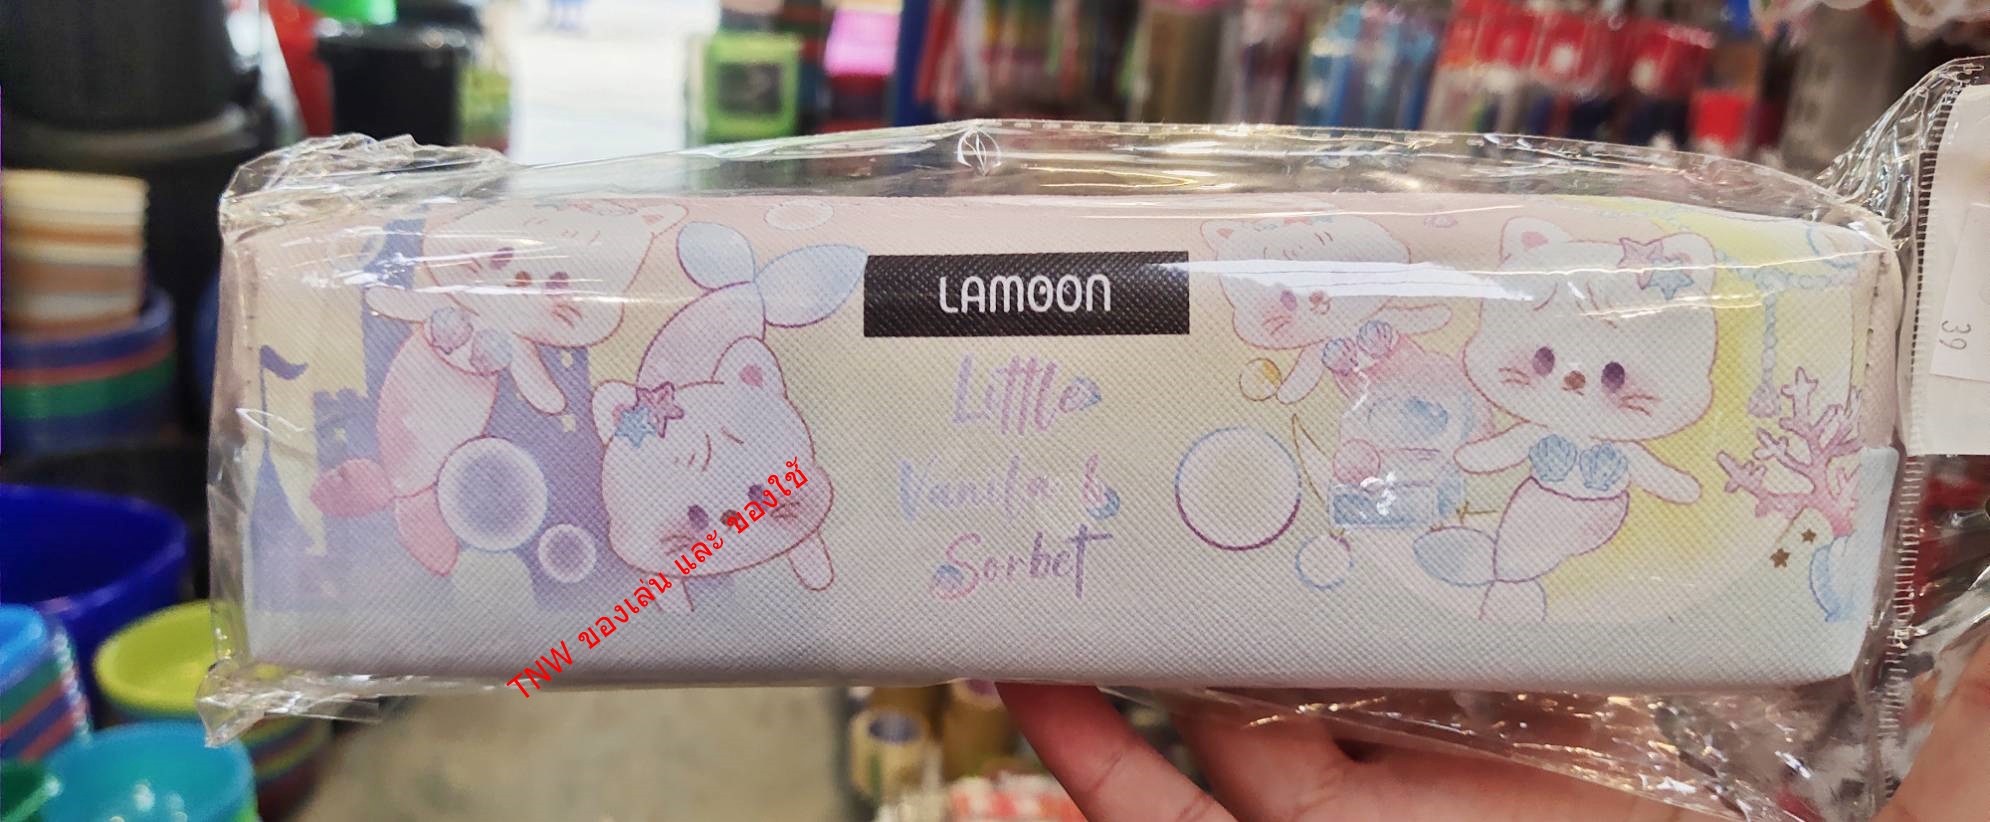 LAMOON
Little
Vanilla &
Sorbet
TNW ของเล่น และ ของใช้
39